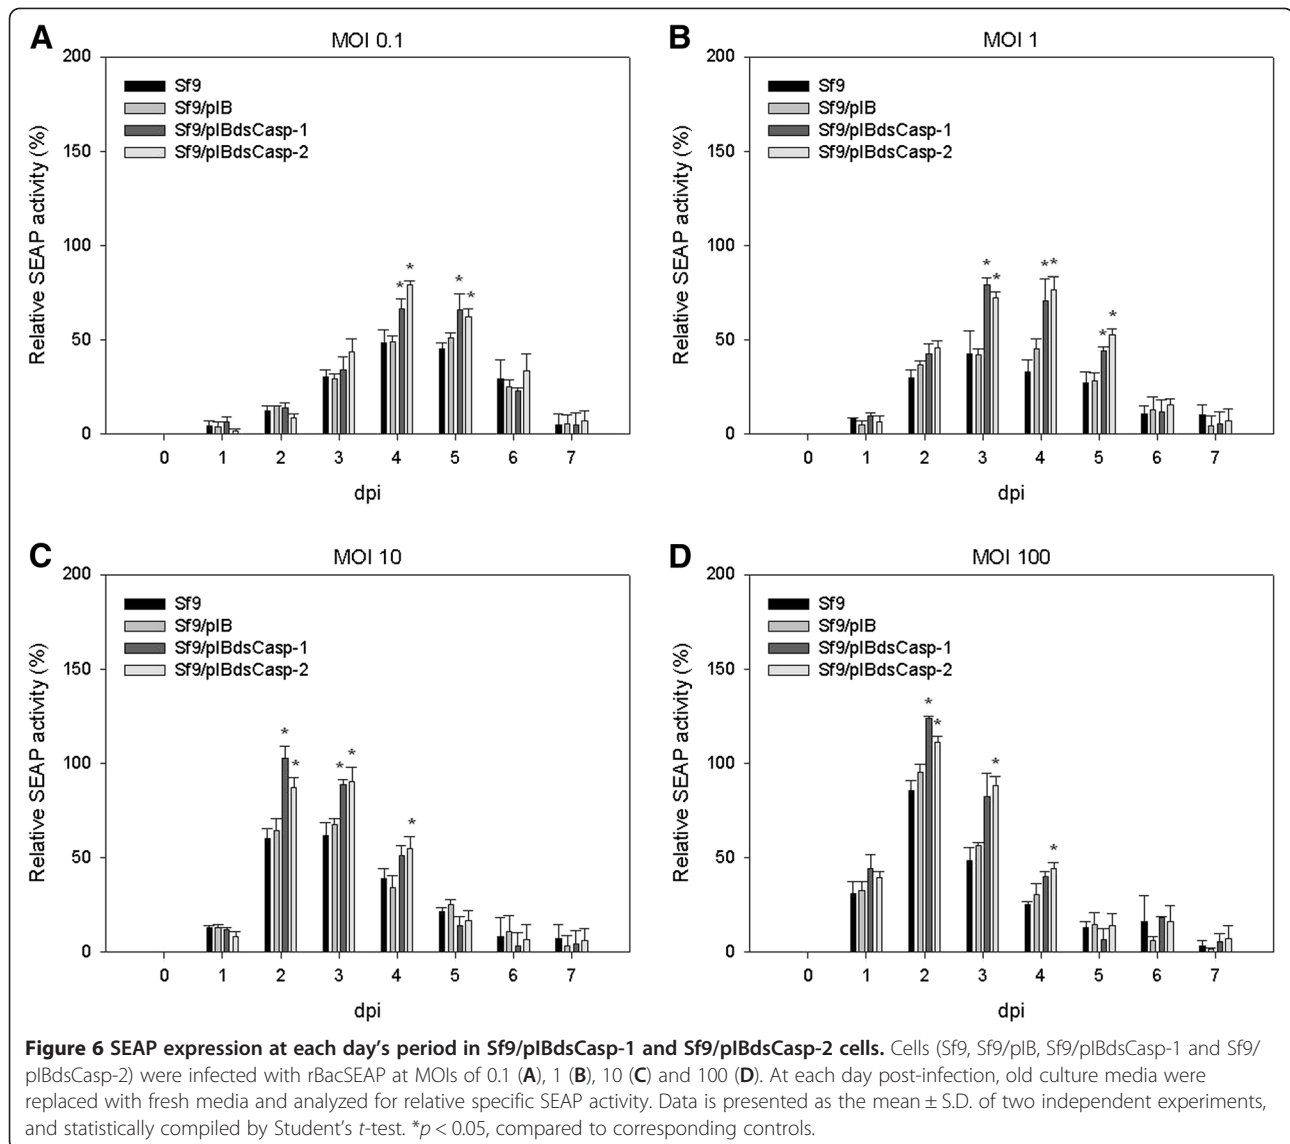 A
MOI 0.1
200
150
100
50
0
Relative SEAP activity (%)
Sf9
Sf9/pIB
Sf9/pIBdsCasp-1
Sf9/pIBdsCasp-2
* * * *
0 1 2 3 4 5 6 7
dpi
B
MOI 1
200
150
100
50
0
Relative SEAP activity (%)
Sf9
Sf9/pIB
Sf9/pIBdsCasp-1
Sf9/pIBdsCasp-2
* * * * * *
0 1 2 3 4 5 6 7
dpi
C
MOI 10
200
150
100
50
0
Relative SEAP activity (%)
Sf9
Sf9/pIB
Sf9/pIBdsCasp-1
Sf9/pIBdsCasp-2
* * * * *
0 1 2 3 4 5 6 7
dpi
D
MOI 100
200
150
100
50
0
Relative SEAP activity (%)
Sf9
Sf9/pIB
Sf9/pIBdsCasp-1
Sf9/pIBdsCasp-2
* * * *
0 1 2 3 4 5 6 7
dpi
Figure 6 SEAP expression at each day's period in Sf9/pIBdsCasp-1 and Sf9/pIBdsCasp-2 cells. Cells (Sf9, Sf9/pIB, Sf9/pIBdsCasp-1 and Sf9/
pIBdsCasp-2) were infected with rBacSEAP at MOIs of 0.1 (A), 1 (B), 10 (C) and 100 (D). At each day post-infection, old culture media were
replaced with fresh media and analyzed for relative specific SEAP activity. Data is presented as the mean ± S.D. of two independent experiments,
and statistically compiled by Student's t-test. *p < 0.05, compared to corresponding controls.